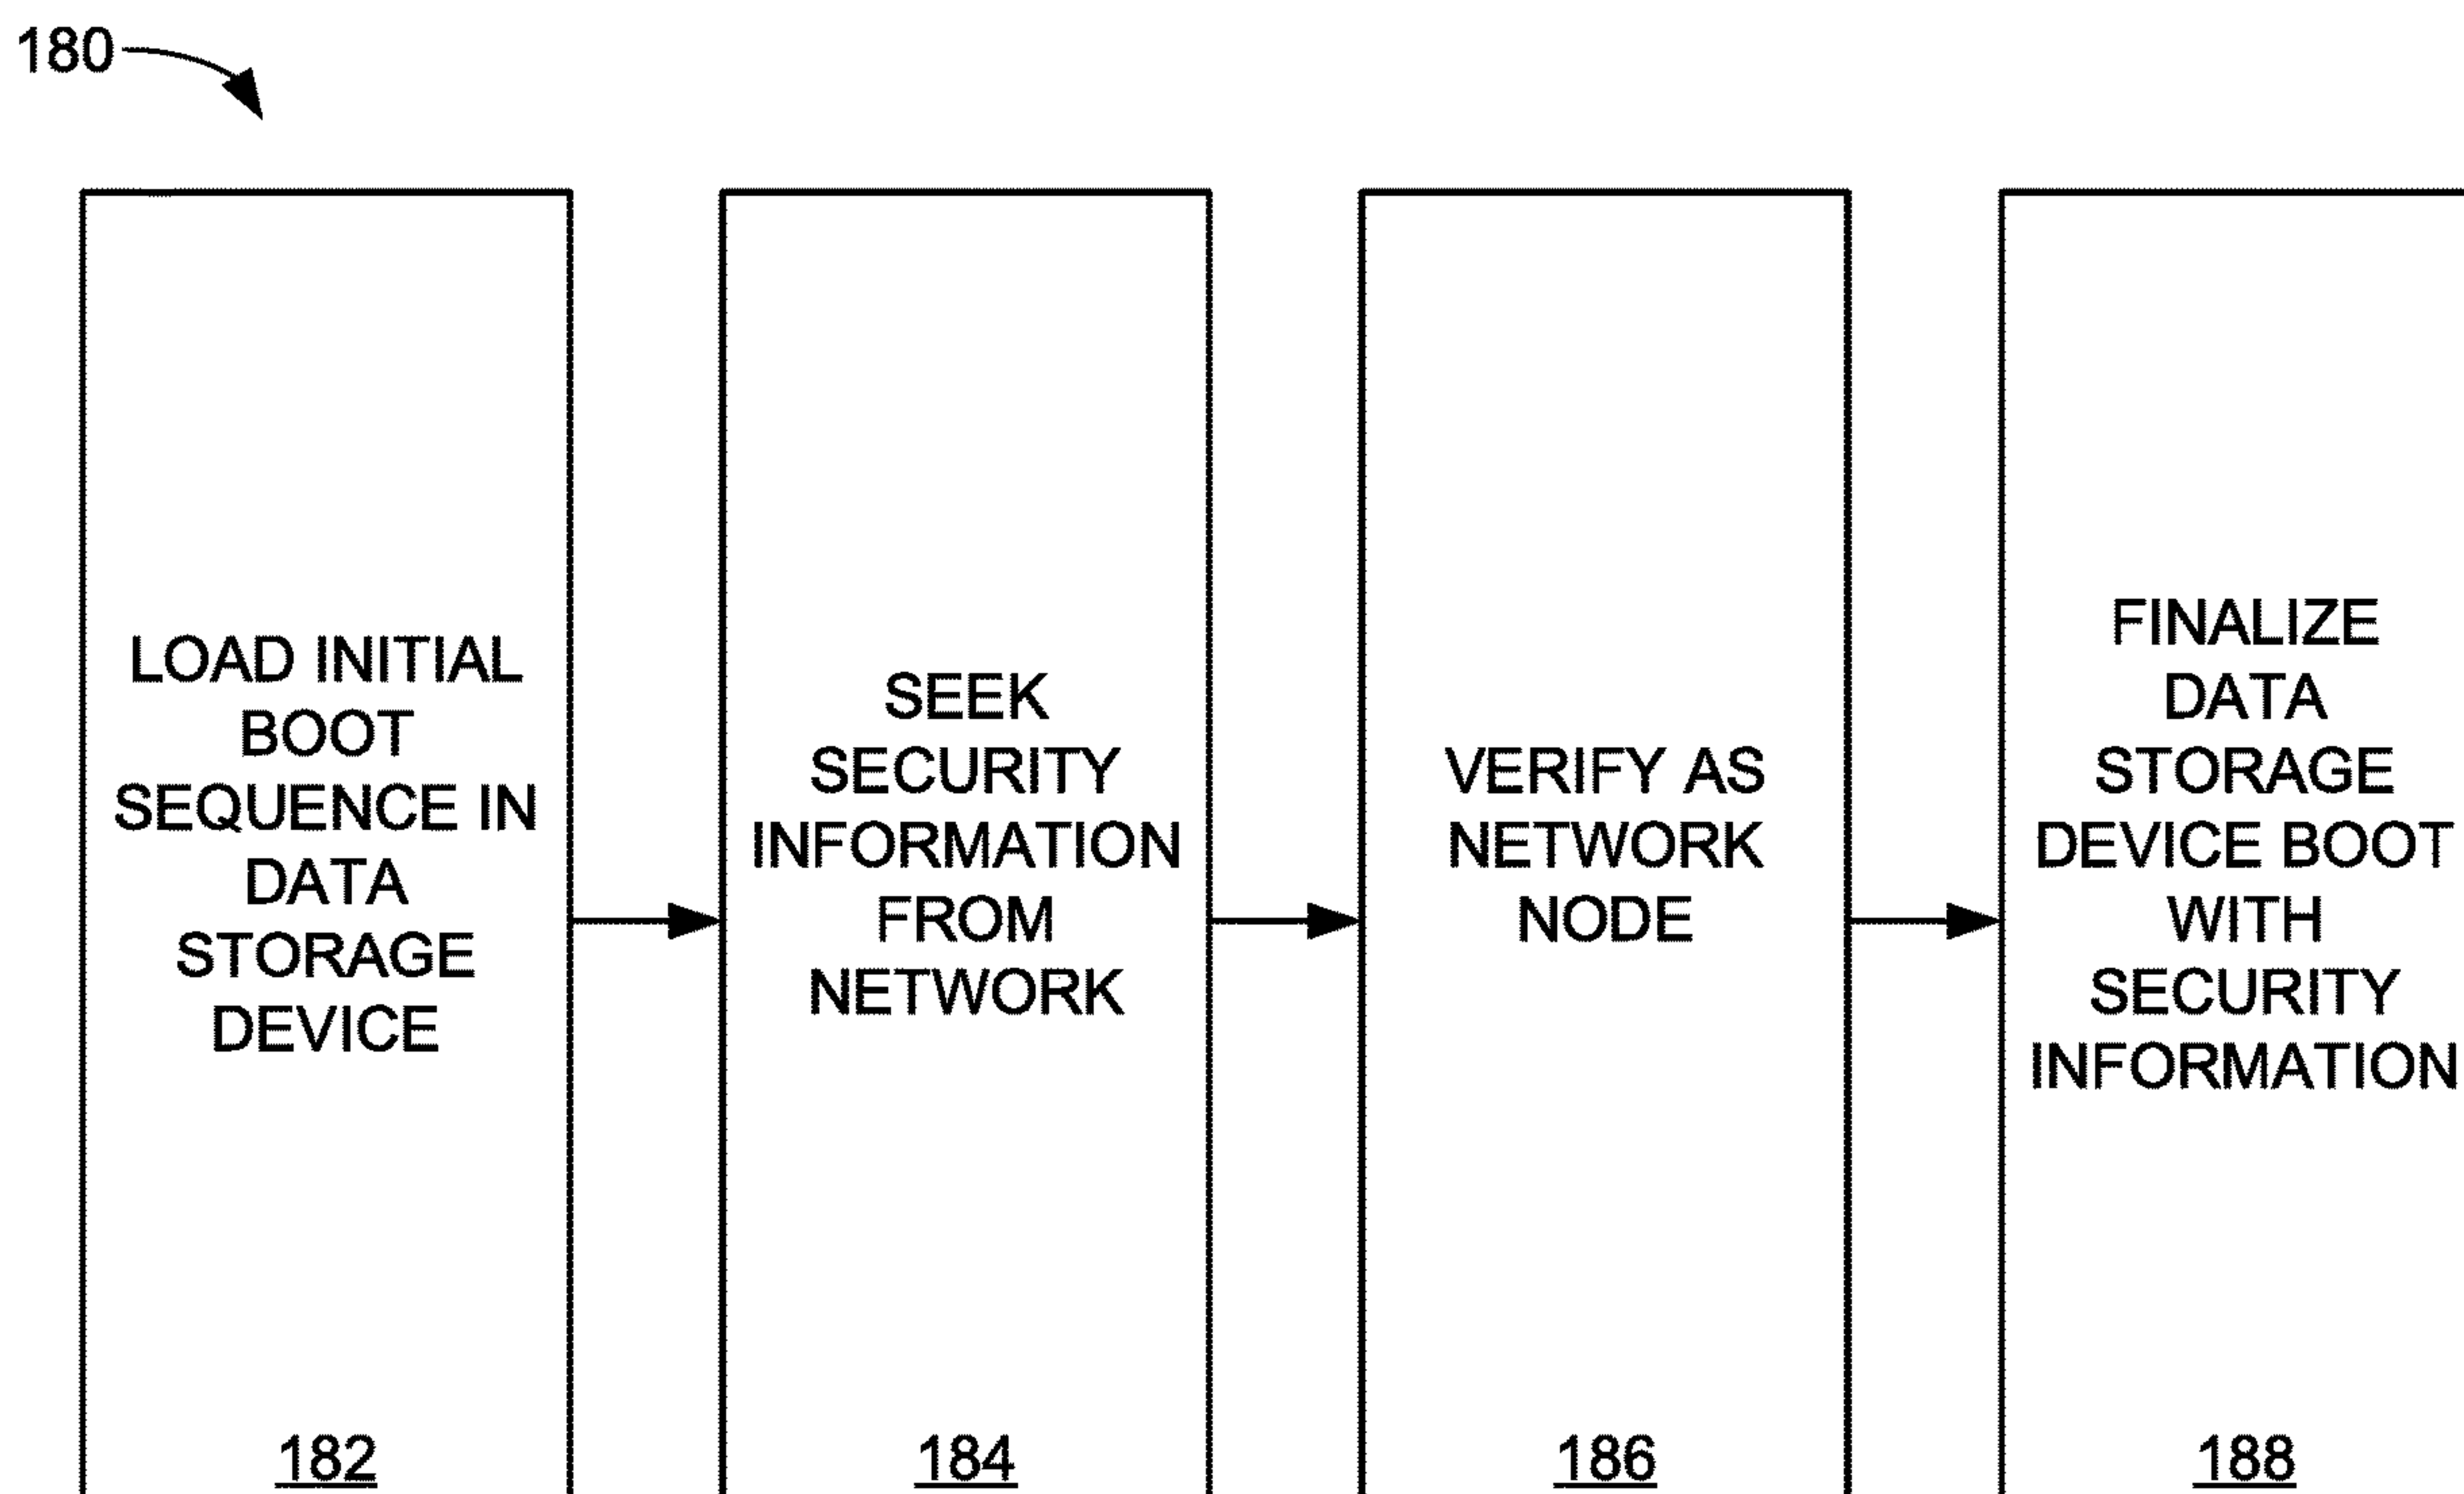 180
LOAD INITIAL
BOOT
SEQUENCE IN
DATA
STORAGE
DEVICE
182
SEEK
SECURITY
INFORMATION
FROM
NETWORK
184
VERIFY AS
NETWORK
NODE
186
FINALIZE
DATA
STORAGE
DEVICE BOOT
WITH
SECURITY
INFORMATION
188